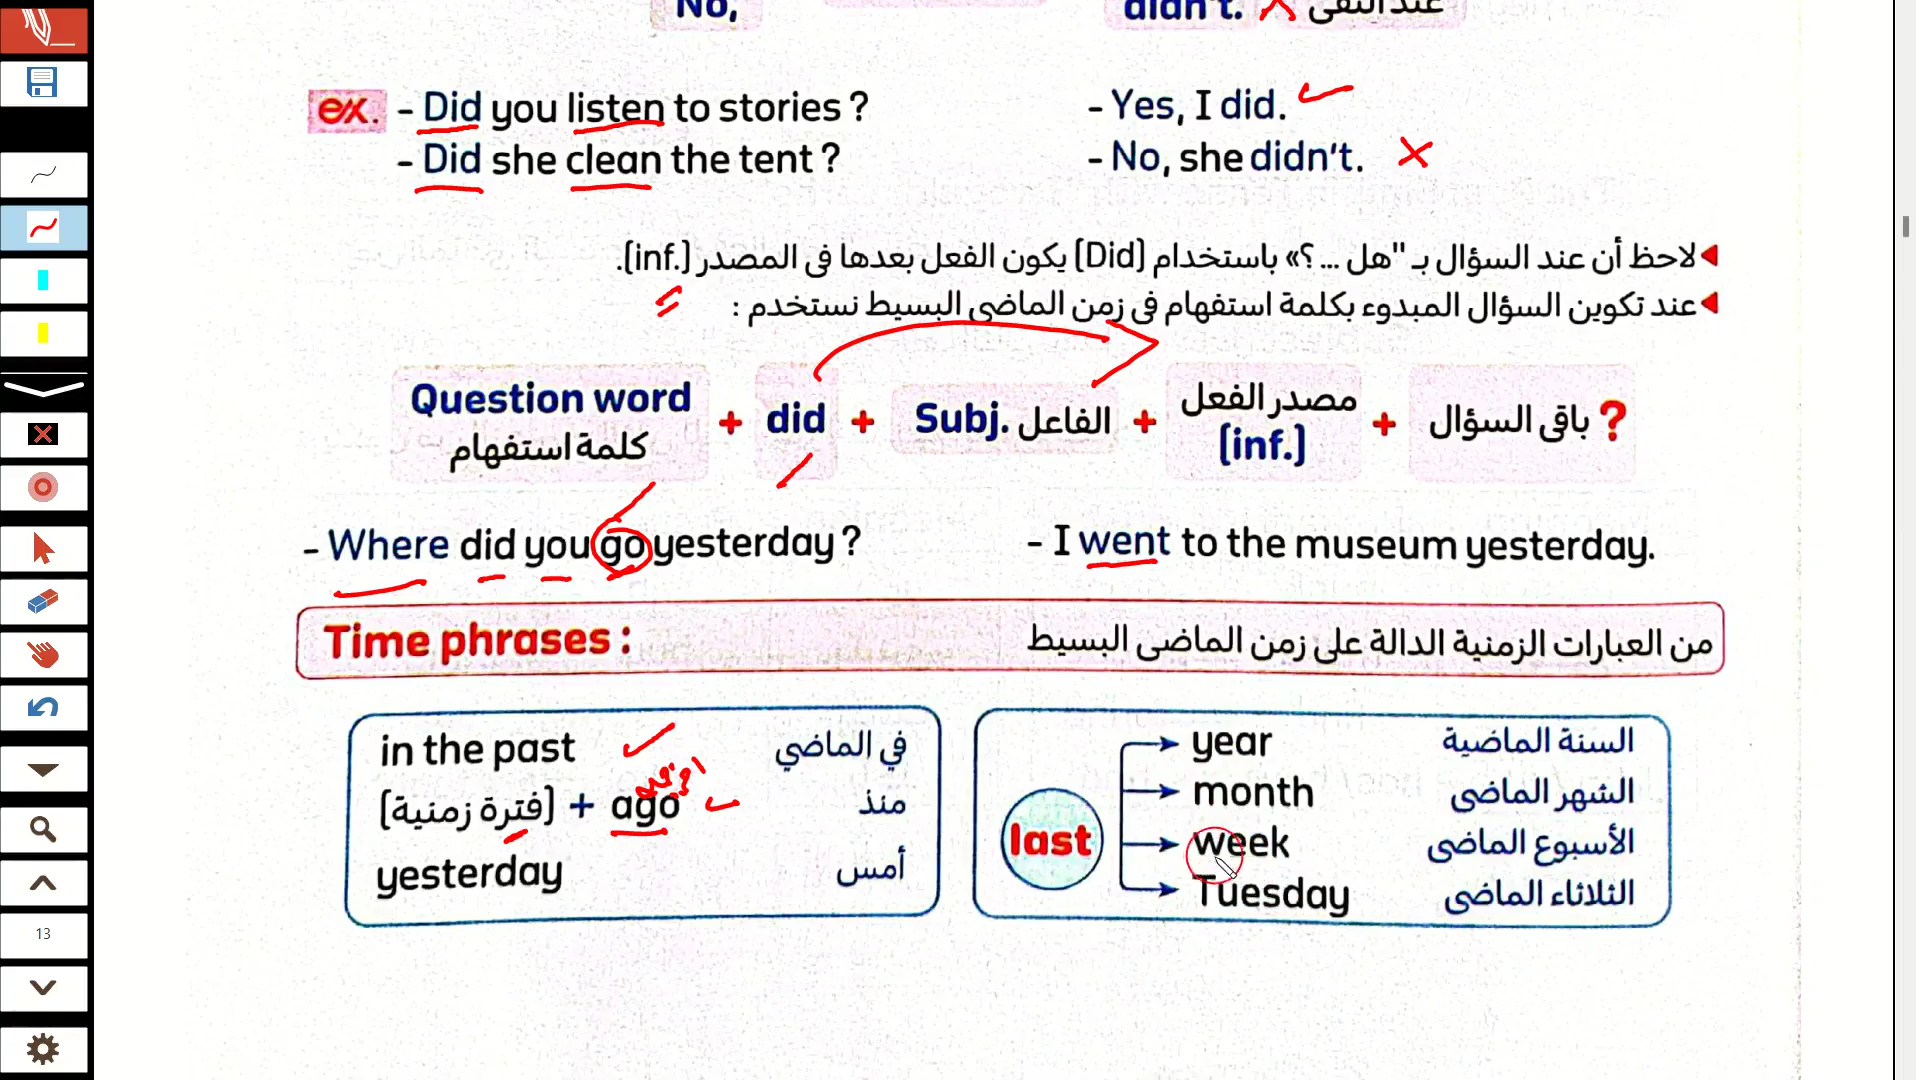 No,
didn't.
عند النفى
ex. - Did you listen to stories ?
- Yes, I did.
- Did she clean the tent ?
- No, she didn't.
لاحظ أن عند السؤال بـ "هل ... ؟» باستخدام [Did] يكون الفعل بعدها فى المصدر [inf.].
عند تكوين السؤال المبدوء بكلمة استفهام فى زمن الماضى البسيط نستخدم :
Question word + did + Subj. الفاعل + مصدر الفعل + باقى السؤال ?
كلمة استفهام
[inf.]
- Where did you go yesterday ?
- I went to the museum yesterday.
Time phrases :
من العبارات الزمنية الدالة على زمن الماضى البسيط
in the past
في الماضي
[فترة زمنية] + ago
منذ
yesterday
أمس
last
year
السنة الماضية
month
الشهر الماضى
week
الأسبوع الماضى
Tuesday
الثلاثاء الماضى
13